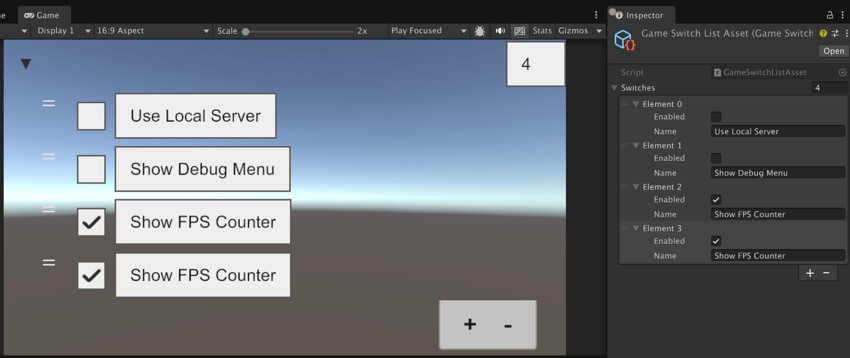 Game
Display 1
16:9 Aspect
Scale
2x
Play Focused
Stats
Gizmos
4
Use Local Server
Show Debug Menu
Show FPS Counter
Show FPS Counter
+ -
Inspector
Game Switch List Asset (Game Switch
Open
Script
GameSwitchListAsset
Switches
4
Element 0
Enabled
Name
Use Local Server
Element 1
Enabled
Name
Show Debug Menu
Element 2
Enabled
Name
Show FPS Counter
Element 3
Enabled
Name
Show FPS Counter
+ -